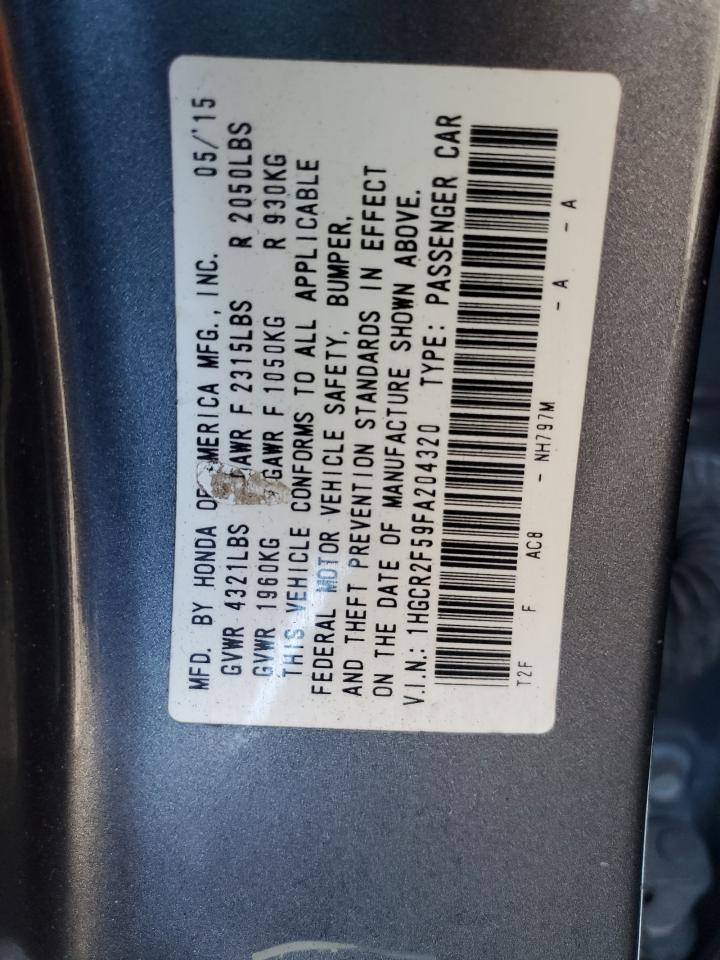 MFD. BY HONDA OF AMERICA MFG., INC. 05/'15
GVWR 4321LBS GAWR F 2315LBS R 2050LBS
GVWR 1960KG GAWR F 1050KG R 930KG
THIS VEHICLE CONFORMS TO ALL APPLICABLE
FEDERAL MOTOR VEHICLE SAFETY, BUMPER,
AND THEFT PREVENTION STANDARDS IN EFFECT
ON THE DATE OF MANUFACTURE SHOWN ABOVE.
V.I.N.: 1HGCR2F59FA204320 TYPE: PASSENGER CAR
T2F F AC8 - NH797M - A - A